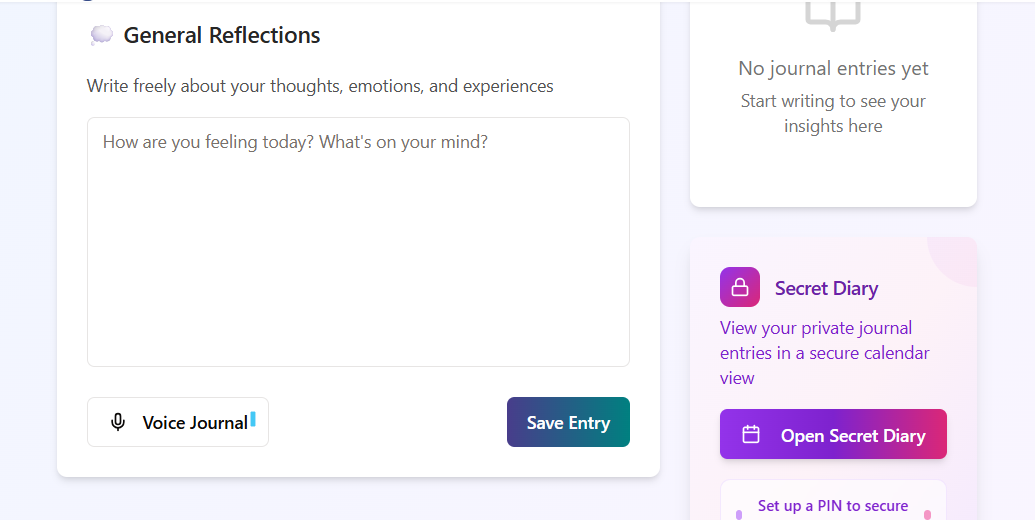 General Reflections
Write freely about your thoughts, emotions, and experiences
How are you feeling today? What's on your mind?
Voice Journal
Save Entry
No journal entries yet
Start writing to see your
insights here
Secret Diary
View your private journal
entries in a secure calendar
view
Open Secret Diary
Set up a PIN to secure